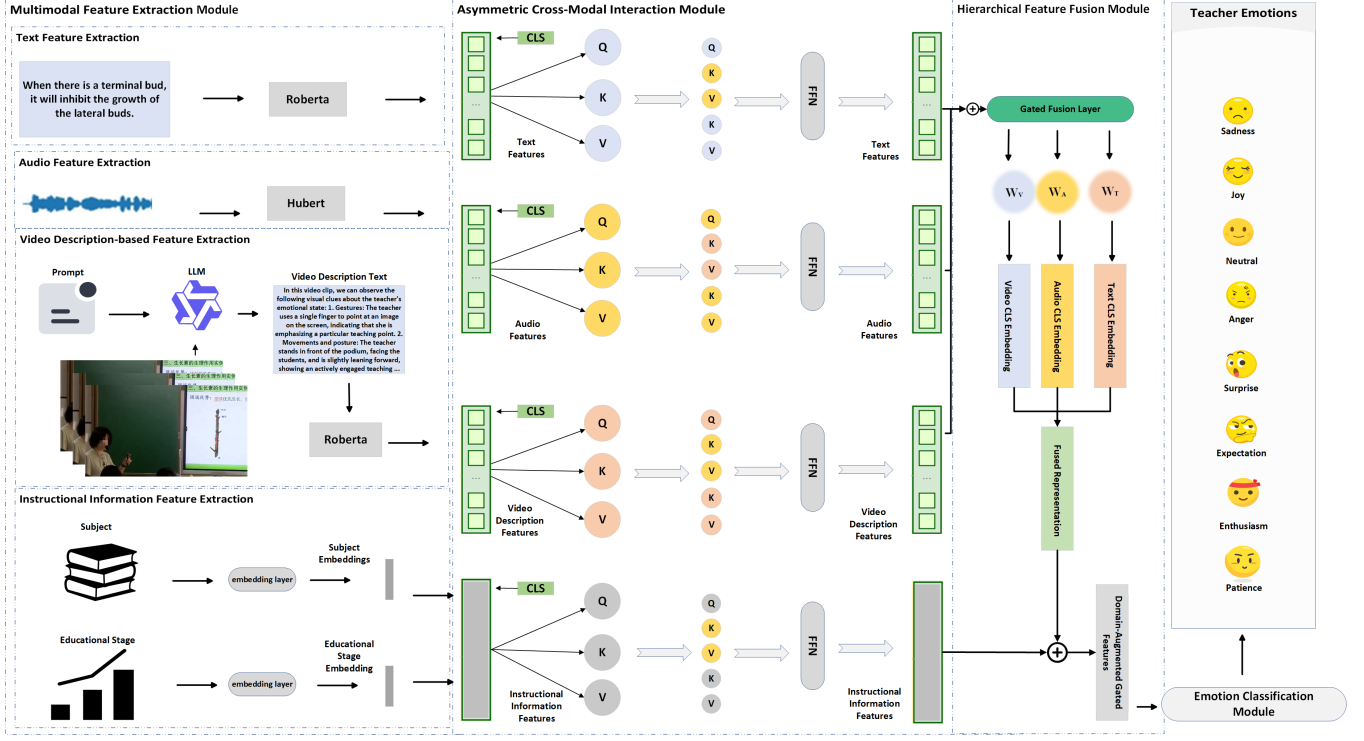 Multimodal Feature Extraction Module
Text Feature Extraction
When there is a terminal bud,
it will inhibit the growth of
the lateral buds.
Roberta
Audio Feature Extraction
Hubert
Video Description-based Feature Extraction
Prompt
LLM
Video Description Text
In this video clip, we can observe the
following visual clues about the teacher's
emotional state: 1. Gestures: The teacher
uses a single finger to point at an image
on the screen, indicating that she is
emphasizing a particular teaching point. 2.
Movements and posture: The teacher
stands in front of the podium, facing the
students, and is slightly leaning forward,
showing an actively engaged teaching ...
Roberta
Instructional Information Feature Extraction
Subject
embedding layer
Subject
Embeddings
Educational Stage
embedding layer
Educational
Stage
Embedding
Asymmetric Cross-Modal Interaction Module
CLS
...
Text
Features
Q
K
V
Q
K
V
K
V
FFN
...
Text
Features
CLS
...
Audio
Features
Q
K
V
Q
K
V
K
V
FFN
...
Audio
Features
CLS
...
Video
Description
Features
Q
K
V
Q
K
V
K
V
FFN
...
Video
Description
Features
CLS
Instructional
Information
Features
Q
K
V
Q
K
V
K
V
FFN
Instructional
Information
Features
Hierarchical Feature Fusion Module
Gated Fusion Layer
WV
WA
WT
Video CLS Embedding
Audio CLS Embedding
Text CLS Embedding
Fused Representation
Domain-Augmented Gated
Features
Teacher Emotions
Sadness
Joy
Neutral
Anger
Surprise
Expectation
Enthusiasm
Patience
Emotion Classification
Module